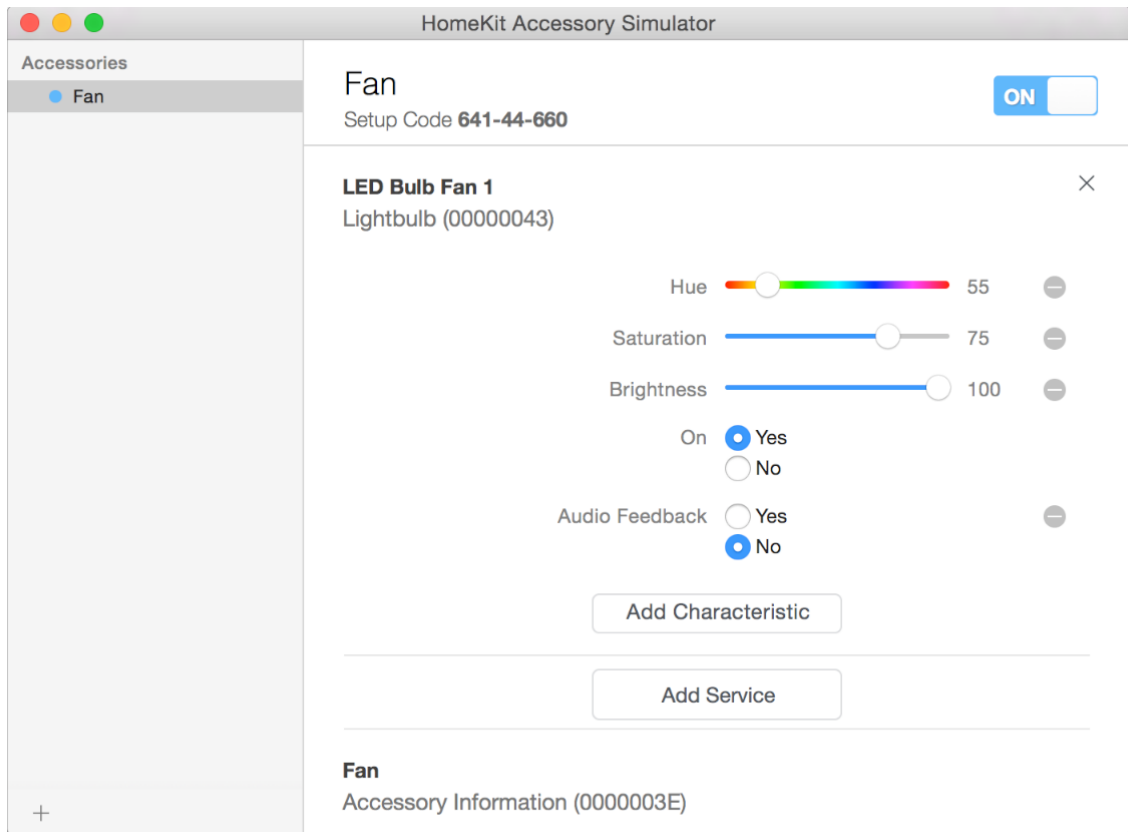 HomeKit Accessory Simulator
Accessories
Fan
Fan
Setup Code 641-44-660
ON
LED Bulb Fan 1
Lightbulb (00000043)
Hue 55
Saturation 75
Brightness 100
On Yes
No
Audio Feedback Yes
No
Add Characteristic
Add Service
Fan
Accessory Information (0000003E)